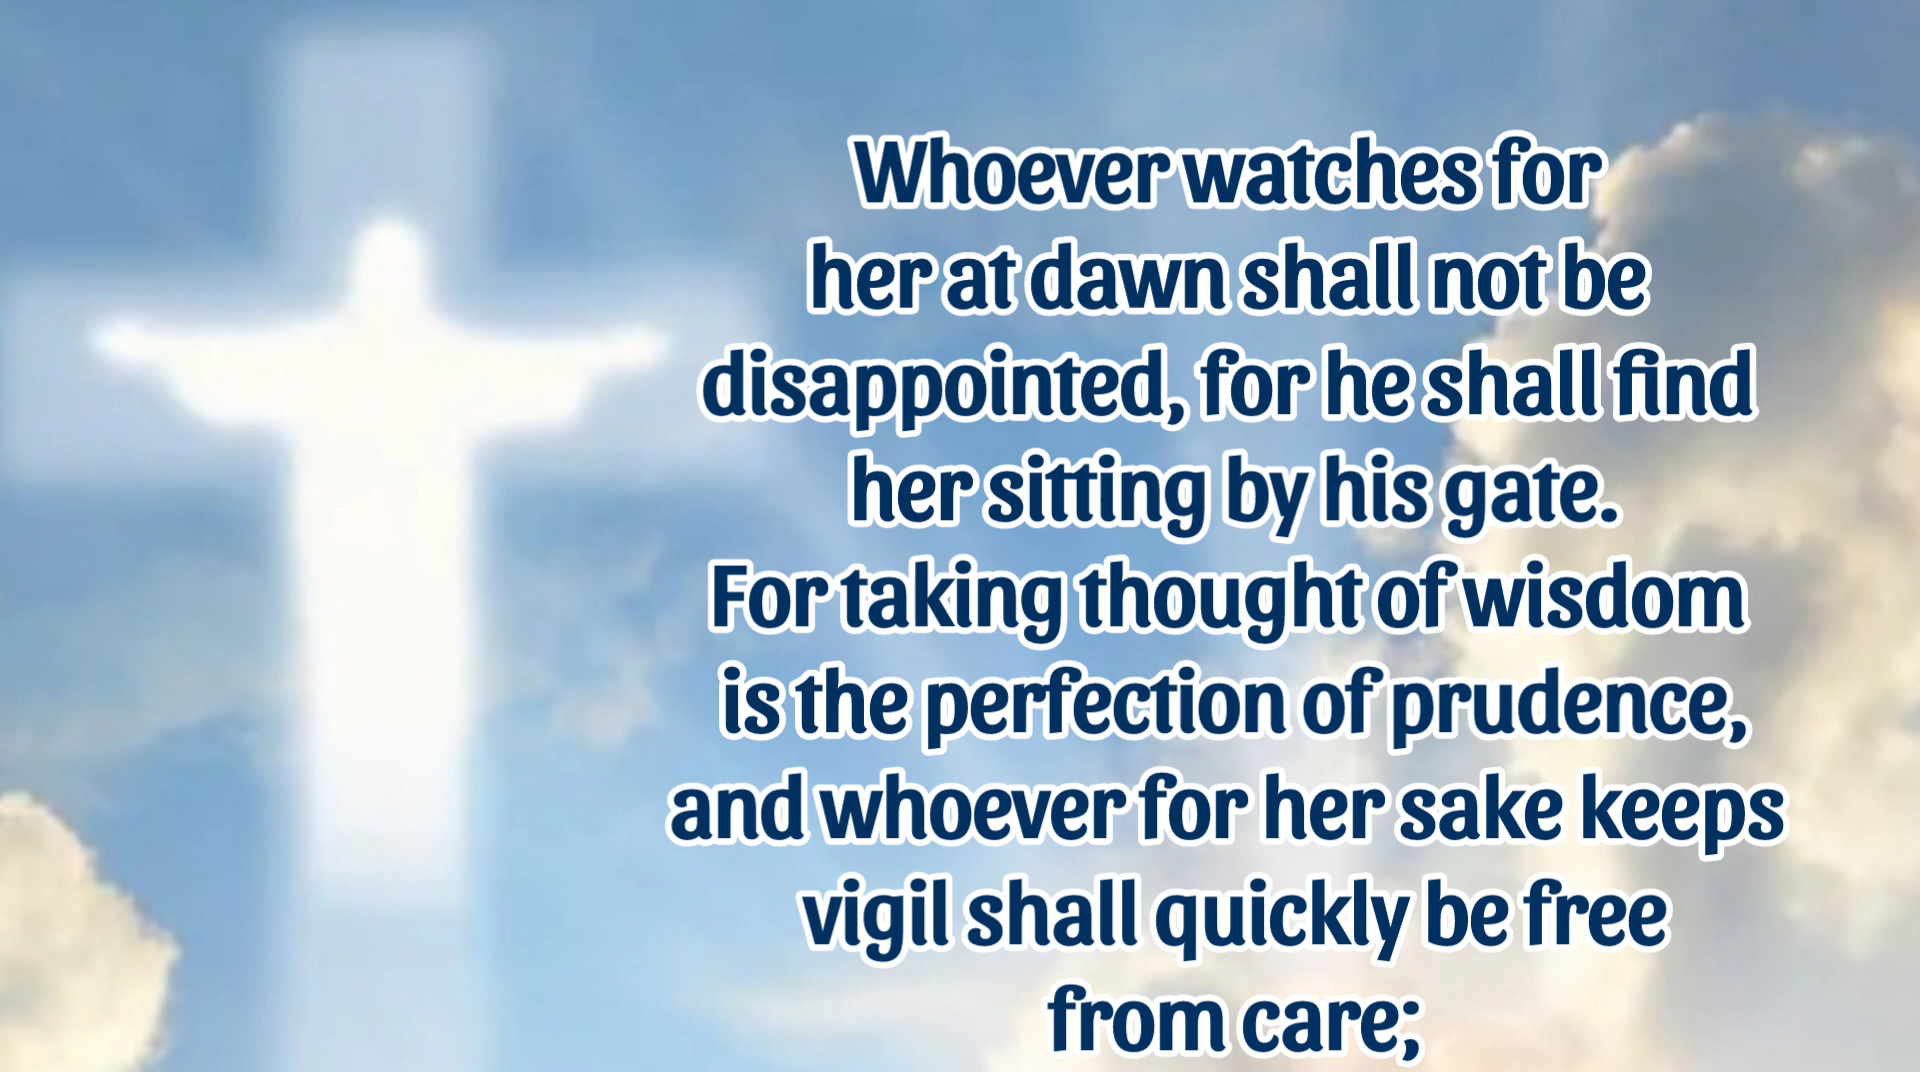 Whoever watches for
her at dawn shall not be
disappointed, for he shall find
her sitting by his gate.
For taking thought of wisdom
is the perfection of prudence,
and whoever for her sake keeps
vigil shall quickly be free
from care;